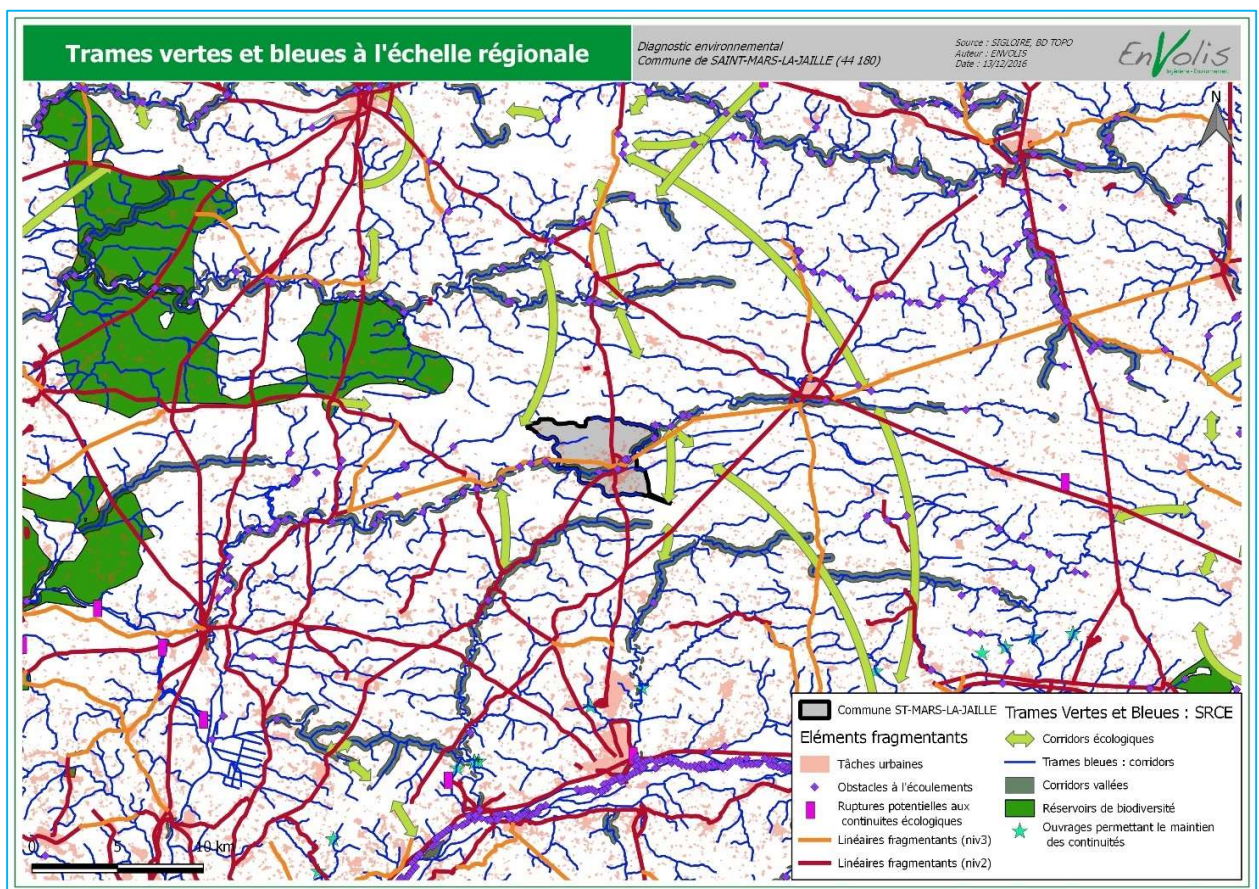 Trames vertes et bleues à l'échelle régionale
Diagnostic environnemental
Commune de SAINT-MARS-LA-JAILLE (44 180)
Source : SIGLOIRE, BD TOPO
Auteur : ENVOLIS
Date : 13/12/2016
EnVolis
Ingénierie - Environnement
N
Commune ST-MARS-LA-JAILLE
Eléments fragmentants
Tâches urbaines
Obstacles à l'écoulements
Ruptures potentielles aux
continuites écologiques
Linéaires fragmentants (niv3)
Linéaires fragmentants (niv2)
Trames Vertes et Bleues : SRCE
Corridors écologiques
Trames bleues : corridors
Corridors vallées
Réservoirs de biodiversité
Ouvrages permettant le maintien
des continuités
0 5 10 km